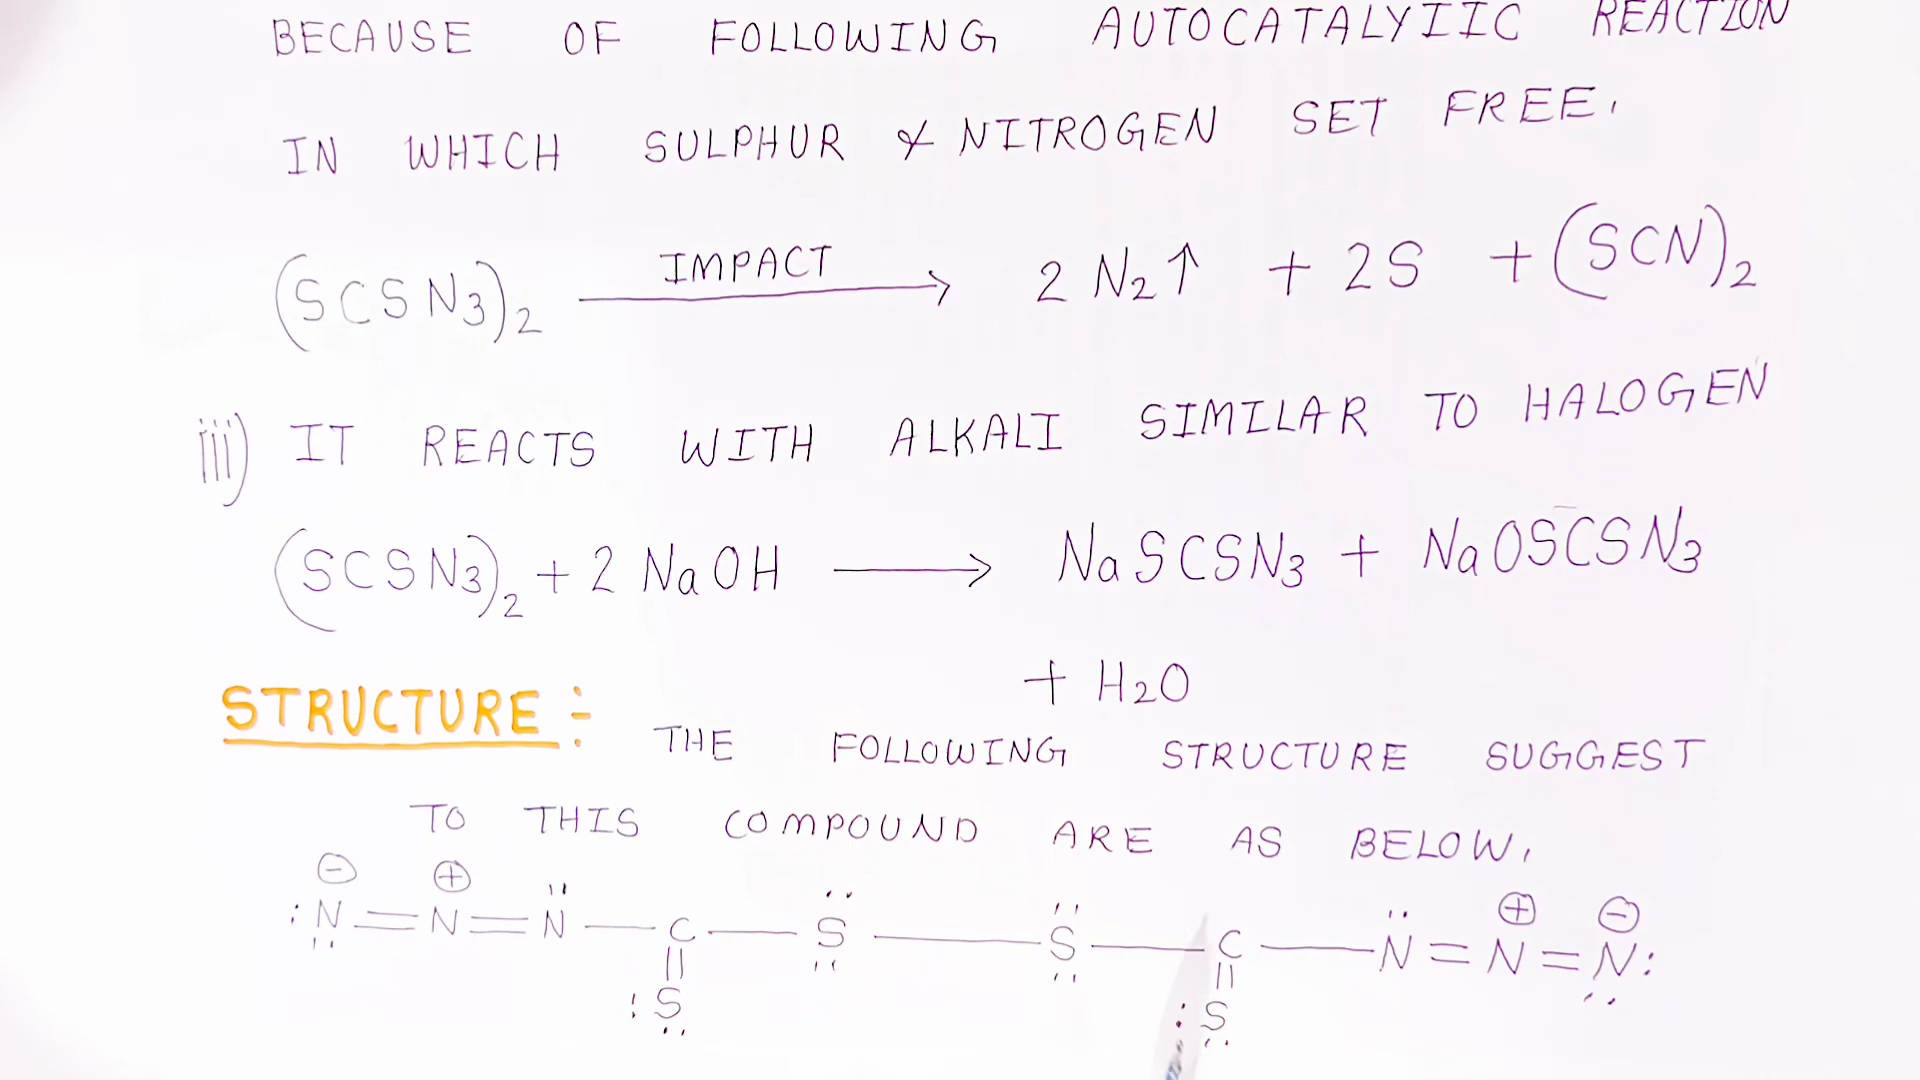 BECAUSE OF FOLLOWING AUTOCATALYIIC REACTION
IN WHICH SULPHUR & NITROGEN SET FREE.
(SCSN3)2 IMPACT → 2 N2↑ + 2S + (SCN)2
iii) IT REACTS WITH ALKALI SIMILAR TO HALOGEN
(SCSN3)2 + 2 NaOH → NaSCSN3 + NaOSCSN3
+ H2O
STRUCTURE :- THE FOLLOWING STRUCTURE SUGGEST
TO THIS COMPOUND ARE AS BELOW.
⊖ ⊕ ⊕ ⊖
:N=N=N—C—S—S—C—N=N=N:
|| ||
:S :S